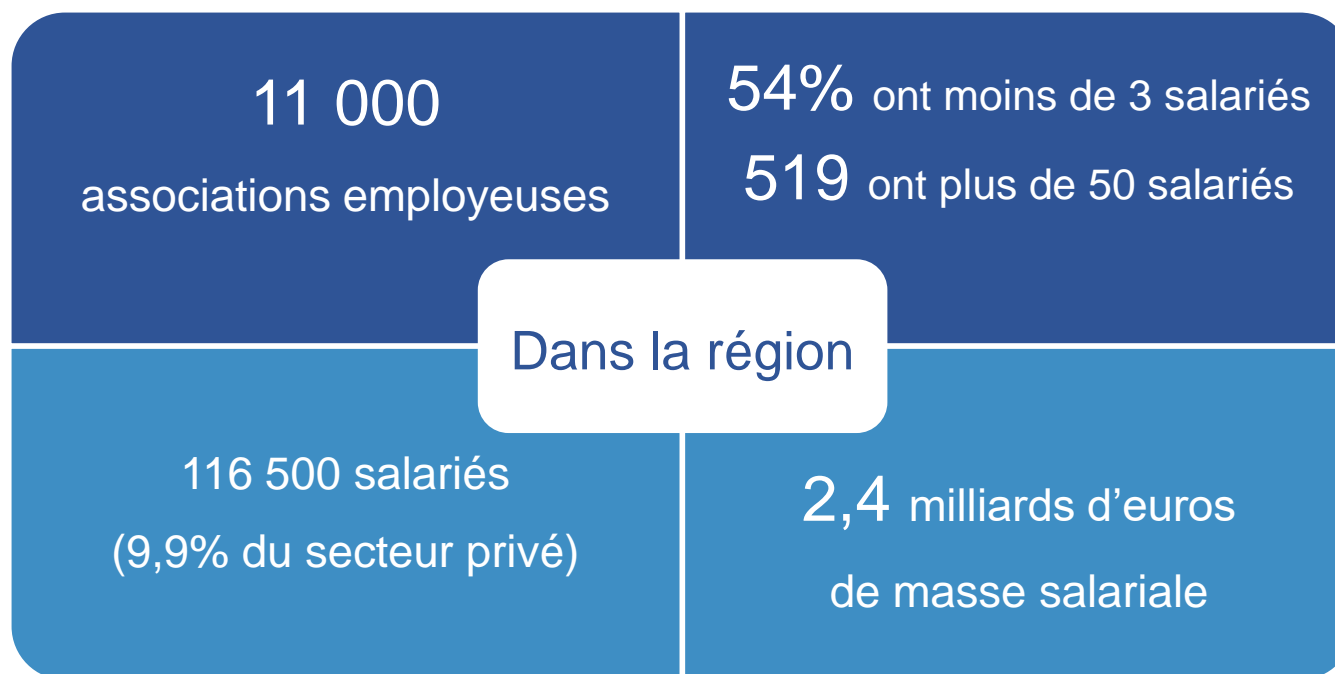 11 000
associations employeuses
54% ont moins de 3 salariés
519 ont plus de 50 salariés
Dans la région
116 500 salariés
(9,9% du secteur privé)
2,4 milliards d’euros
de masse salariale